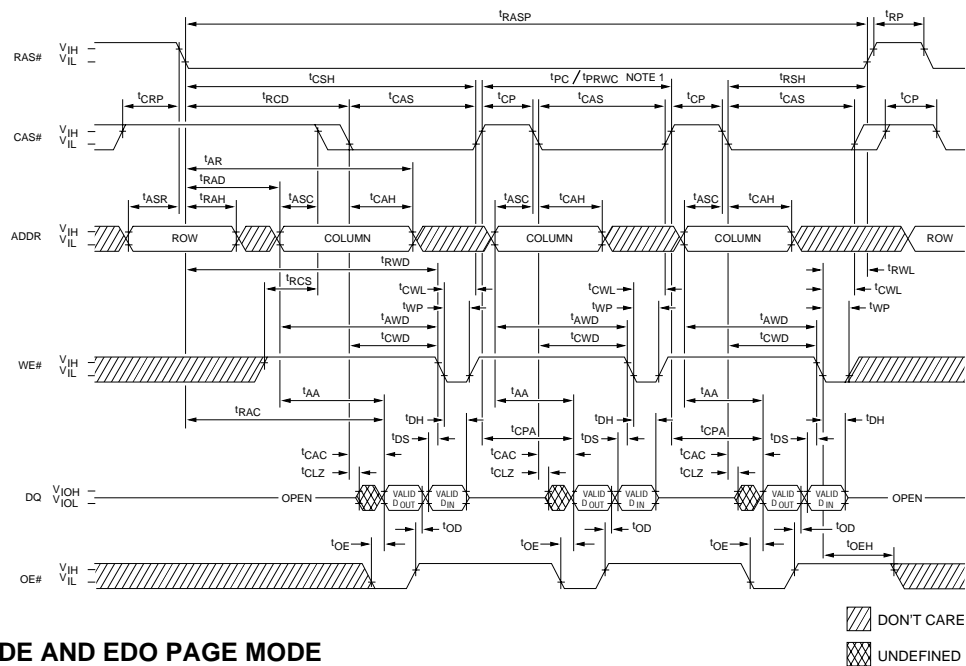 tRASP tRP
RAS# VIH VIL
tCSH tPC / tPRWC NOTE 1 tRSH
tCRP tRCD tCAS tCP tCAS tCP tCAS tCP
CAS# VIH VIL
tAR
tRAD
tASR tRAH tASC tCAH tASC tCAH tASC tCAH
ADDR VIH VIL ROW COLUMN COLUMN COLUMN ROW
tRWD tRWL
tRCS tCWL tCWL tCWL
tWP tWP tWP
tAWD tAWD tAWD
tCWD tCWD tCWD
WE# VIH VIL
tAA tAA tAA
tRAC tDH tDH tDH
tCPA tCPA
tDS tDS tDS
tCAC tCAC tCAC
tCLZ tCLZ tCLZ
DQ VIOH VIOL OPEN VALID DOUT VALID DIN VALID DOUT VALID DIN VALID DOUT VALID DIN OPEN
tOD tOD tOD
tOE tOE tOE tOEH
OE# VIH VIL
DON'T CARE
UNDEFINED
DE AND EDO PAGE MODE